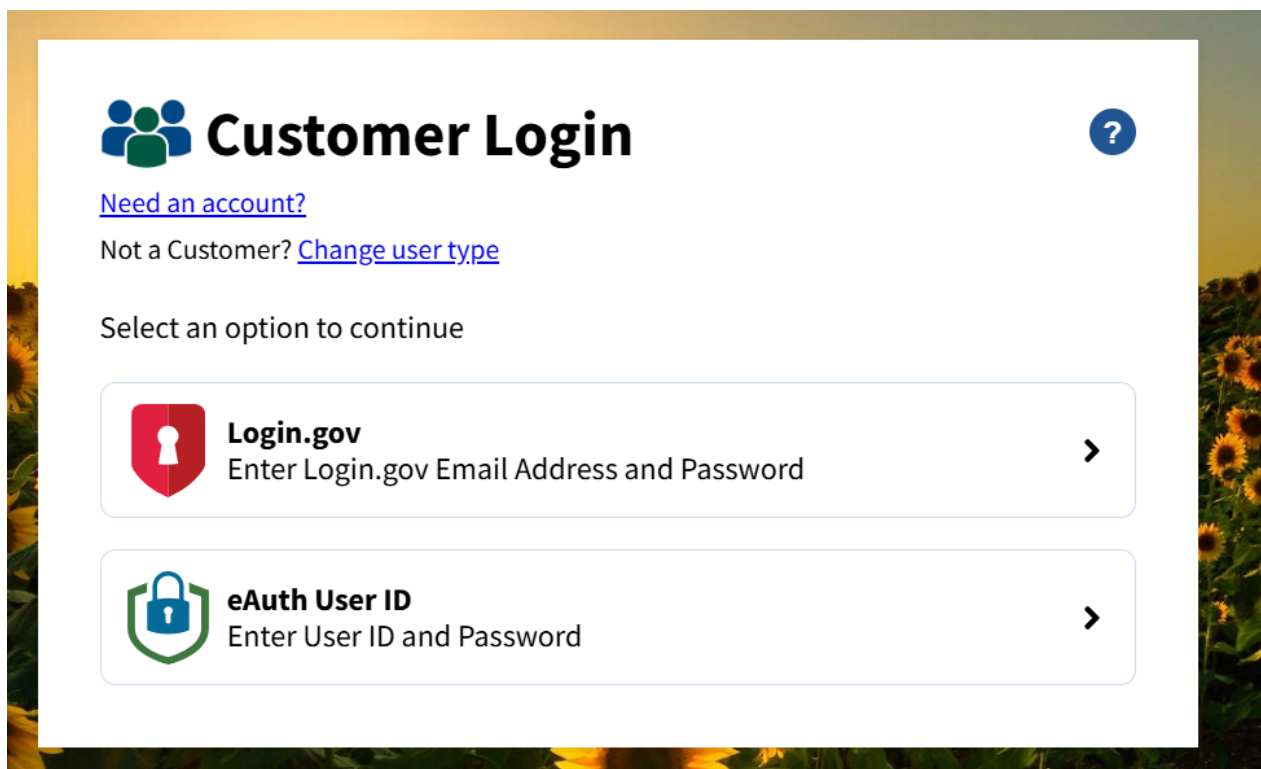 Customer Login
?
Need an account?
Not a Customer? Change user type
Select an option to continue
Login.gov
Enter Login.gov Email Address and Password
eAuth User ID
Enter User ID and Password